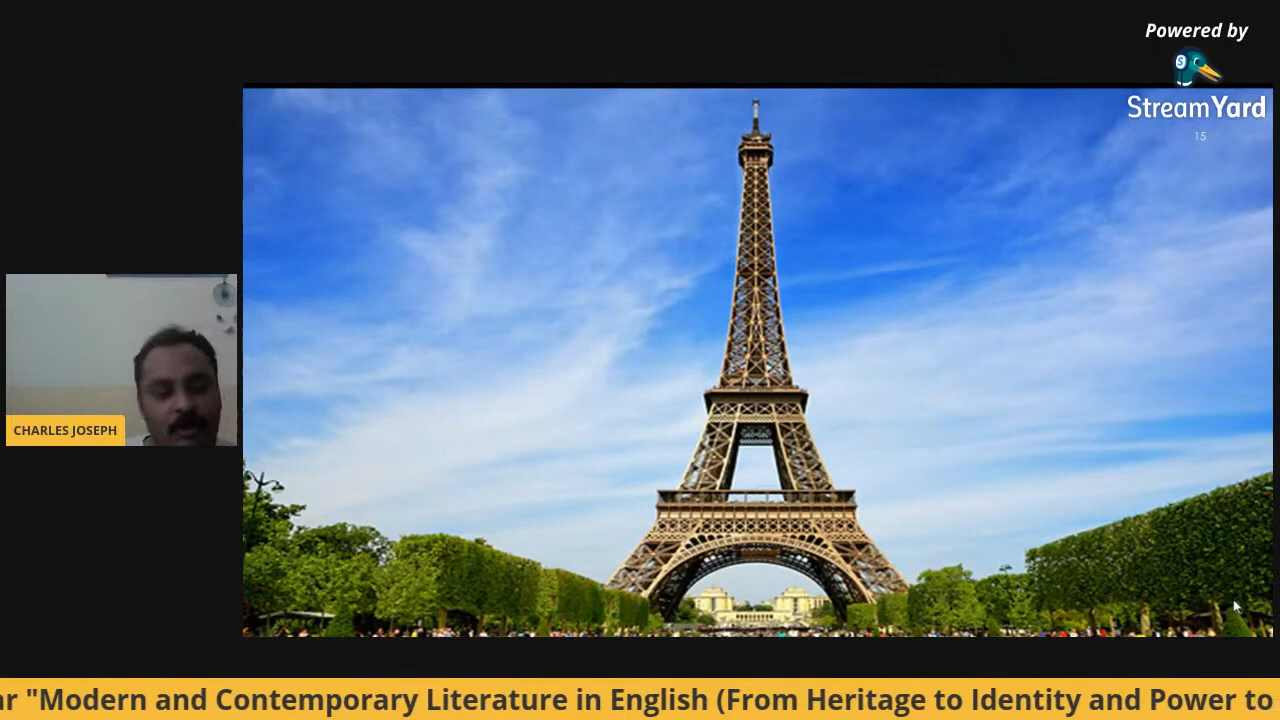 Powered by
StreamYard
15
CHARLES JOSEPH
ar "Modern and Contemporary Literature in English (From Heritage to Identity and Power to